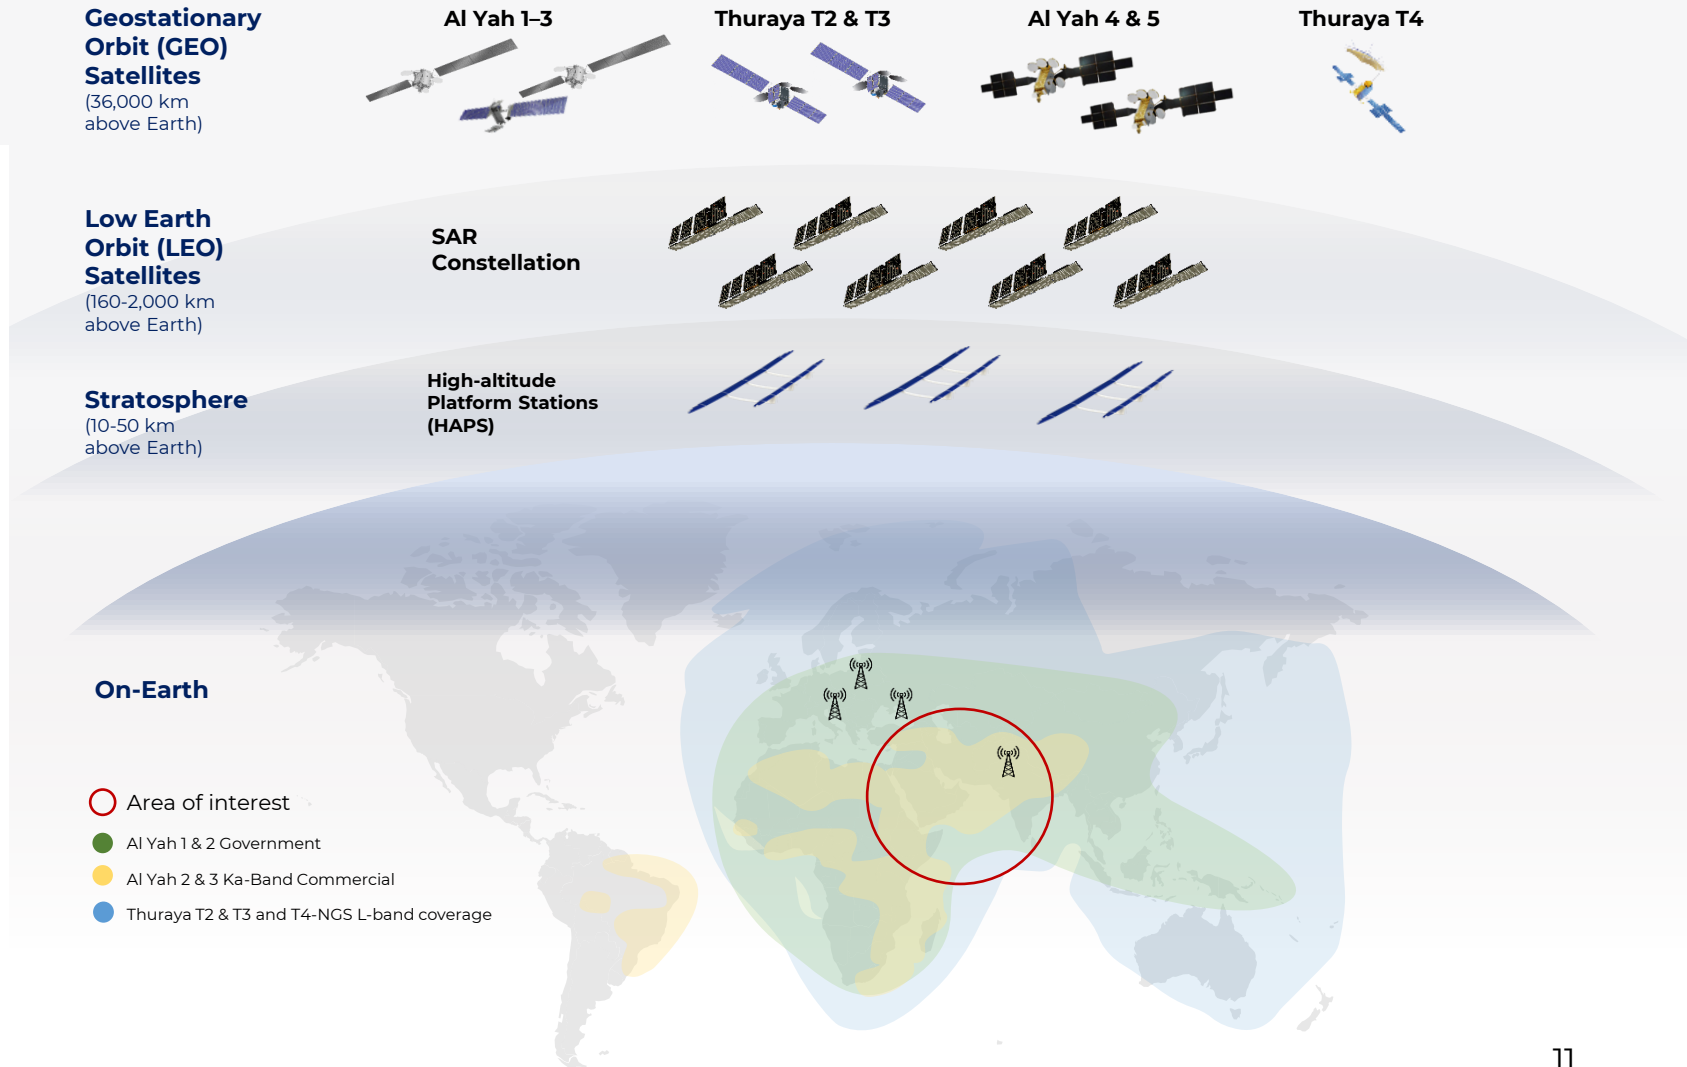 Geostationary
Orbit (GEO)
Satellites
(36,000 km
above Earth)
Al Yah 1–3
Thuraya T2 & T3
Al Yah 4 & 5
Thuraya T4
Low Earth
Orbit (LEO)
Satellites
(160-2,000 km
above Earth)
SAR
Constellation
Stratosphere
(10-50 km
above Earth)
High-altitude
Platform Stations
(HAPS)
On-Earth
Area of interest
Al Yah 1 & 2 Government
Al Yah 2 & 3 Ka-Band Commercial
Thuraya T2 & T3 and T4-NGS L-band coverage
11